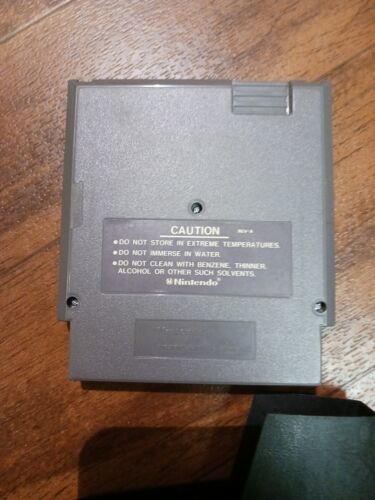 CAUTION REV-A
• DO NOT STORE IN EXTREME TEMPERATURES.
• DO NOT IMMERSE IN WATER.
• DO NOT CLEAN WITH BENZENE, THINNER,
ALCOHOL OR OTHER SUCH SOLVENTS.
Nintendo®